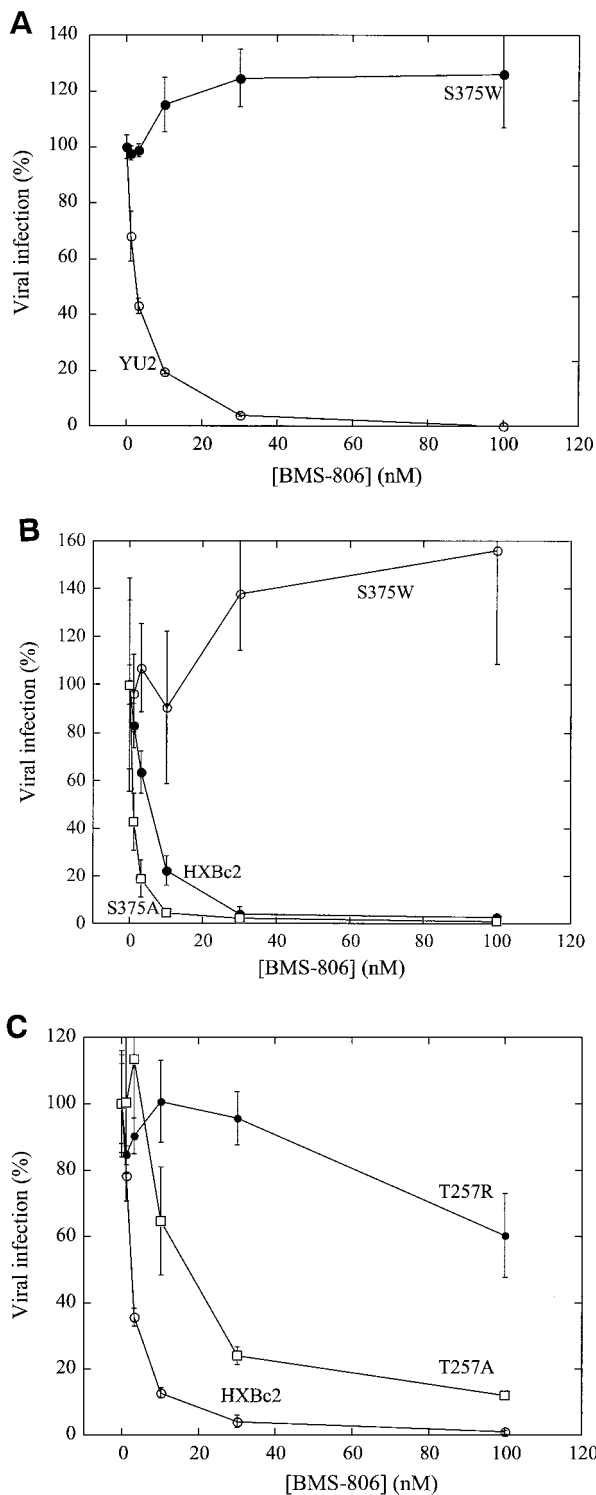 A
140
120
100
80
60
40
20
0
Viral infection (%)
S375W
YU2
0 20 40 60 80 100 120
[BMS-806] (nM)
B
160
140
120
100
80
60
40
20
0
Viral infection (%)
S375W
HXBc2
S375A
0 20 40 60 80 100 120
[BMS-806] (nM)
C
120
100
80
60
40
20
0
Viral infection (%)
T257R
T257A
HXBc2
0 20 40 60 80 100 120
[BMS-806] (nM)